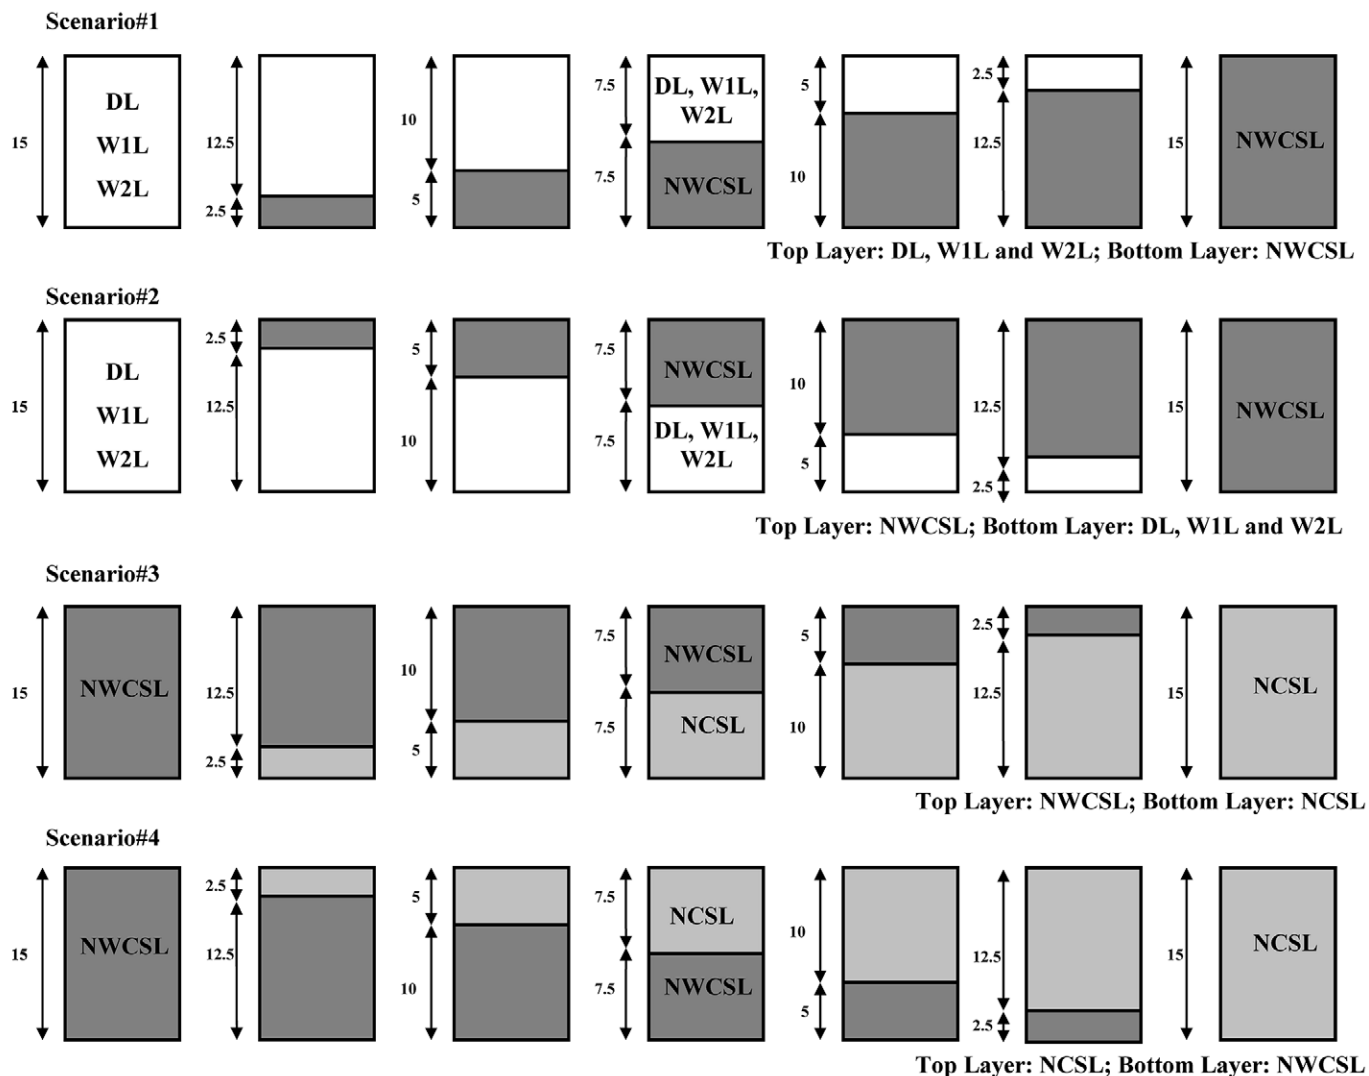 Scenario#1
15
DL
W1L
W2L
12.5
2.5
10
5
7.5
7.5
DL, W1L,
W2L
NWCSL
5
10
2.5
12.5
15
NWCSL
Top Layer: DL, W1L and W2L; Bottom Layer: NWCSL
Scenario#2
15
DL
W1L
W2L
2.5
12.5
5
10
7.5
7.5
NWCSL
DL, W1L,
W2L
10
5
12.5
2.5
15
NWCSL
Top Layer: NWCSL; Bottom Layer: DL, W1L and W2L
Scenario#3
15
NWCSL
12.5
2.5
10
5
7.5
7.5
NWCSL
NCSL
5
10
2.5
12.5
15
NCSL
Top Layer: NWCSL; Bottom Layer: NCSL
Scenario#4
15
NWCSL
2.5
12.5
5
10
7.5
7.5
NCSL
NWCSL
10
5
12.5
2.5
15
NCSL
Top Layer: NCSL; Bottom Layer: NWCSL